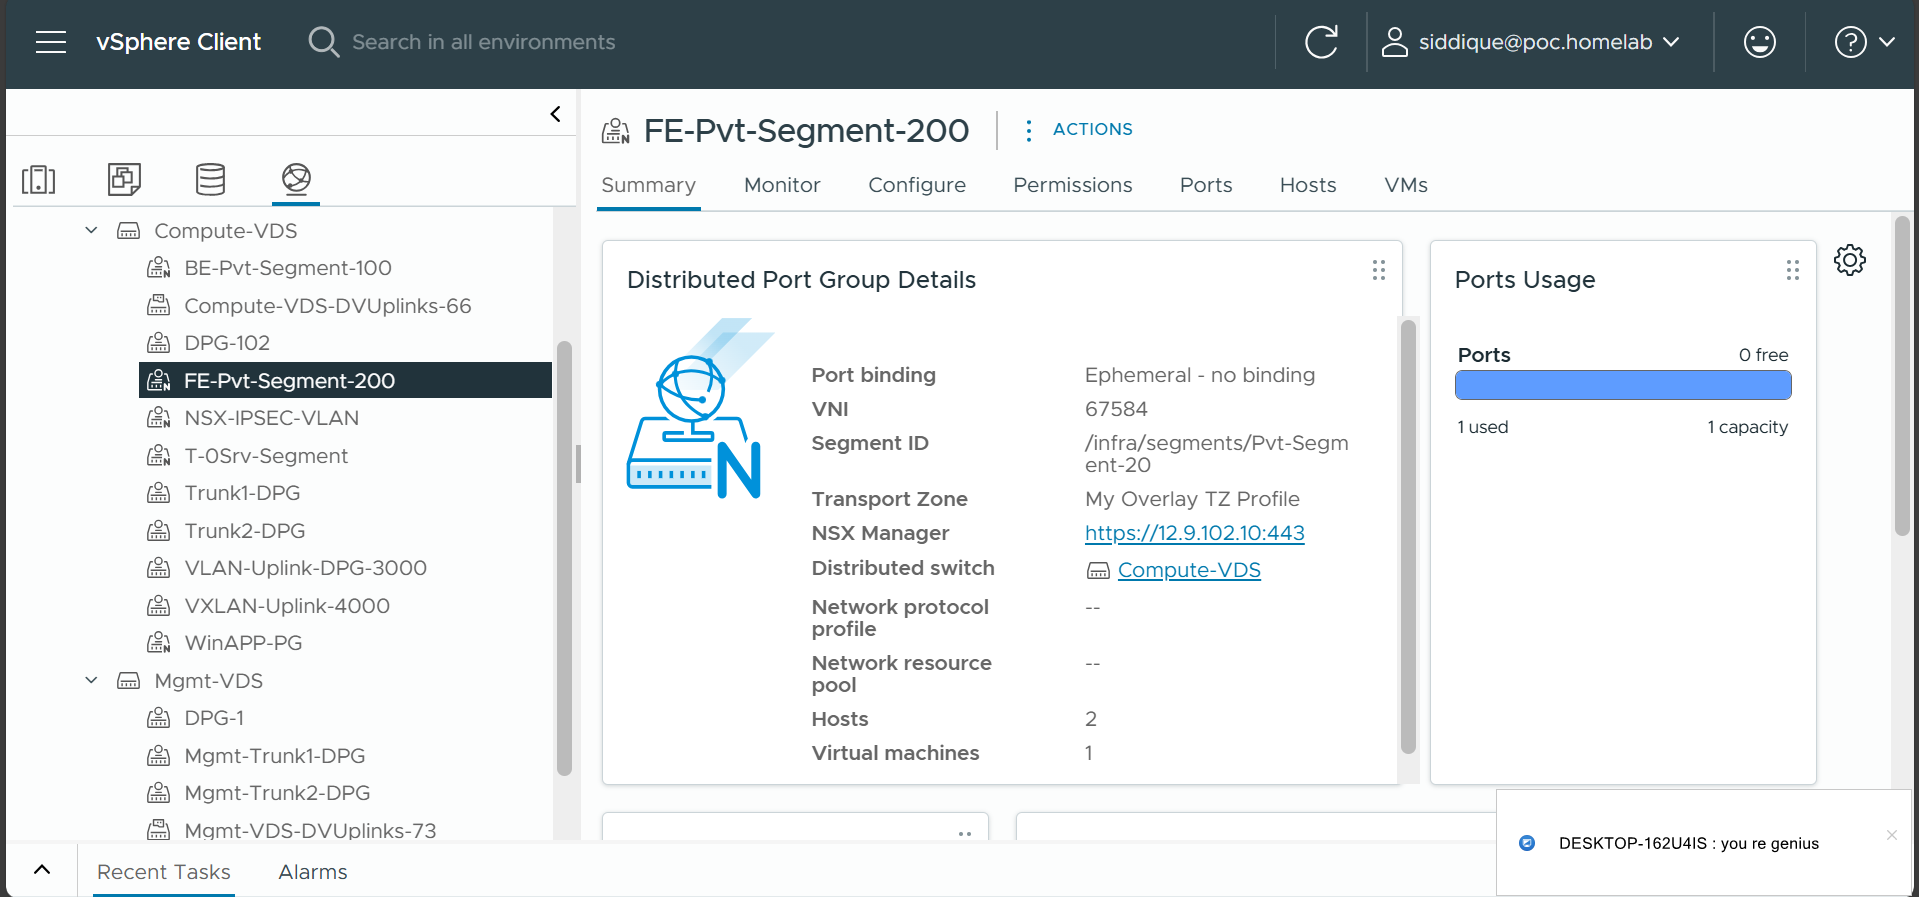 vSphere Client
Search in all environments
siddique@poc.homelab
FE-Pvt-Segment-200
ACTIONS
Summary
Monitor
Configure
Permissions
Ports
Hosts
VMs
Compute-VDS
BE-Pvt-Segment-100
Compute-VDS-DVUplinks-66
DPG-102
FE-Pvt-Segment-200
NSX-IPSEC-VLAN
T-0Srv-Segment
Trunk1-DPG
Trunk2-DPG
VLAN-Uplink-DPG-3000
VXLAN-Uplink-4000
WinAPP-PG
Mgmt-VDS
DPG-1
Mgmt-Trunk1-DPG
Mgmt-Trunk2-DPG
Mgmt-VDS-DVUplinks-73
Distributed Port Group Details
N
Port binding Ephemeral - no binding
VNI 67584
Segment ID /infra/segments/Pvt-Segm
ent-20
Transport Zone My Overlay TZ Profile
NSX Manager https://12.9.102.10:443
Distributed switch Compute-VDS
Network protocol --
profile
Network resource --
pool
Hosts 2
Virtual machines 1
Ports Usage
Ports 0 free
1 used 1 capacity
Recent Tasks
Alarms
DESKTOP-162U4IS : you re genius